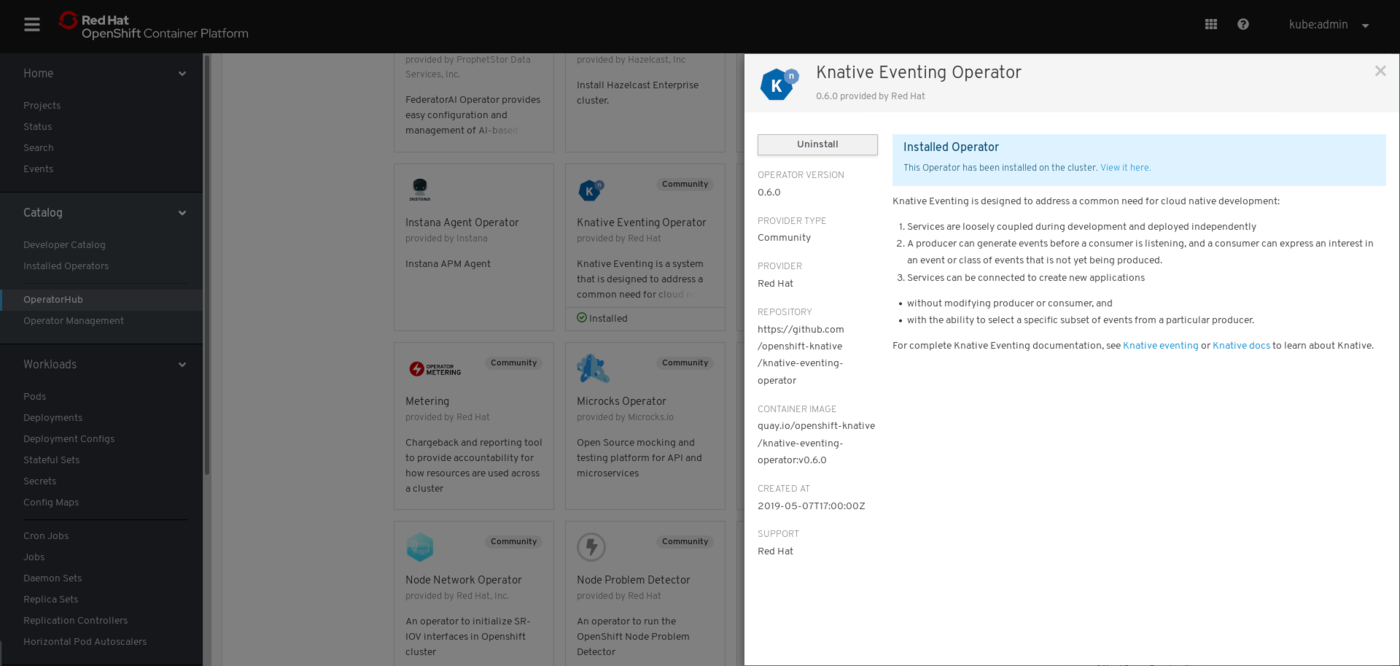 Red Hat
OpenShift Container Platform
kube:admin
Home
Projects
Status
Search
Events
Catalog
Developer Catalog
Installed Operators
OperatorHub
Operator Management
Workloads
Pods
Deployments
Deployment Configs
Stateful Sets
Secrets
Config Maps
Cron Jobs
Jobs
Daemon Sets
Replica Sets
Replication Controllers
Horizontal Pod Autoscalers
provided by ProphetStor Data
Services, Inc.
FederatorAI Operator provides
easy configuration and
management of AI-based
provided by Hazelcast, Inc
Install Hazelcast Enterprise
cluster.
INSTANA
Instana Agent Operator
provided by Instana
Instana APM Agent
K n
Community
Knative Eventing Operator
provided by Red Hat
Knative Eventing is a system
that is designed to address a
common need for cloud
Installed
OPERATOR
METERING
Community
Metering
provided by Red Hat
Chargeback and reporting tool
to provide accountability for
how resources are used across
a cluster
Community
Microcks Operator
provided by Microcks.io
Open Source mocking and
testing platform for API and
microservices
Community
Node Network Operator
provided by Red Hat, Inc.
An operator to initialize SR-
IOV interfaces in Openshift
cluster
Community
Node Problem Detector
provided by Red Hat
An operator to run the
OpenShift Node Problem
Detector
K n
Knative Eventing Operator
0.6.0 provided by Red Hat
Uninstall
OPERATOR VERSION
0.6.0
PROVIDER TYPE
Community
PROVIDER
Red Hat
REPOSITORY
https://github.com
/openshift-knative
/knative-eventing-
operator
CONTAINER IMAGE
quay.io/openshift-knative
/knative-eventing-
operator:v0.6.0
CREATED AT
2019-05-07T17:00:00Z
SUPPORT
Red Hat
Installed Operator
This Operator has been installed on the cluster. View it here.
Knative Eventing is designed to address a common need for cloud native development:
1. Services are loosely coupled during development and deployed independently
2. A producer can generate events before a consumer is listening, and a consumer can express an interest in
an event or class of events that is not yet being produced.
3. Services can be connected to create new applications
• without modifying producer or consumer, and
• with the ability to select a specific subset of events from a particular producer.
For complete Knative Eventing documentation, see Knative eventing or Knative docs to learn about Knative.